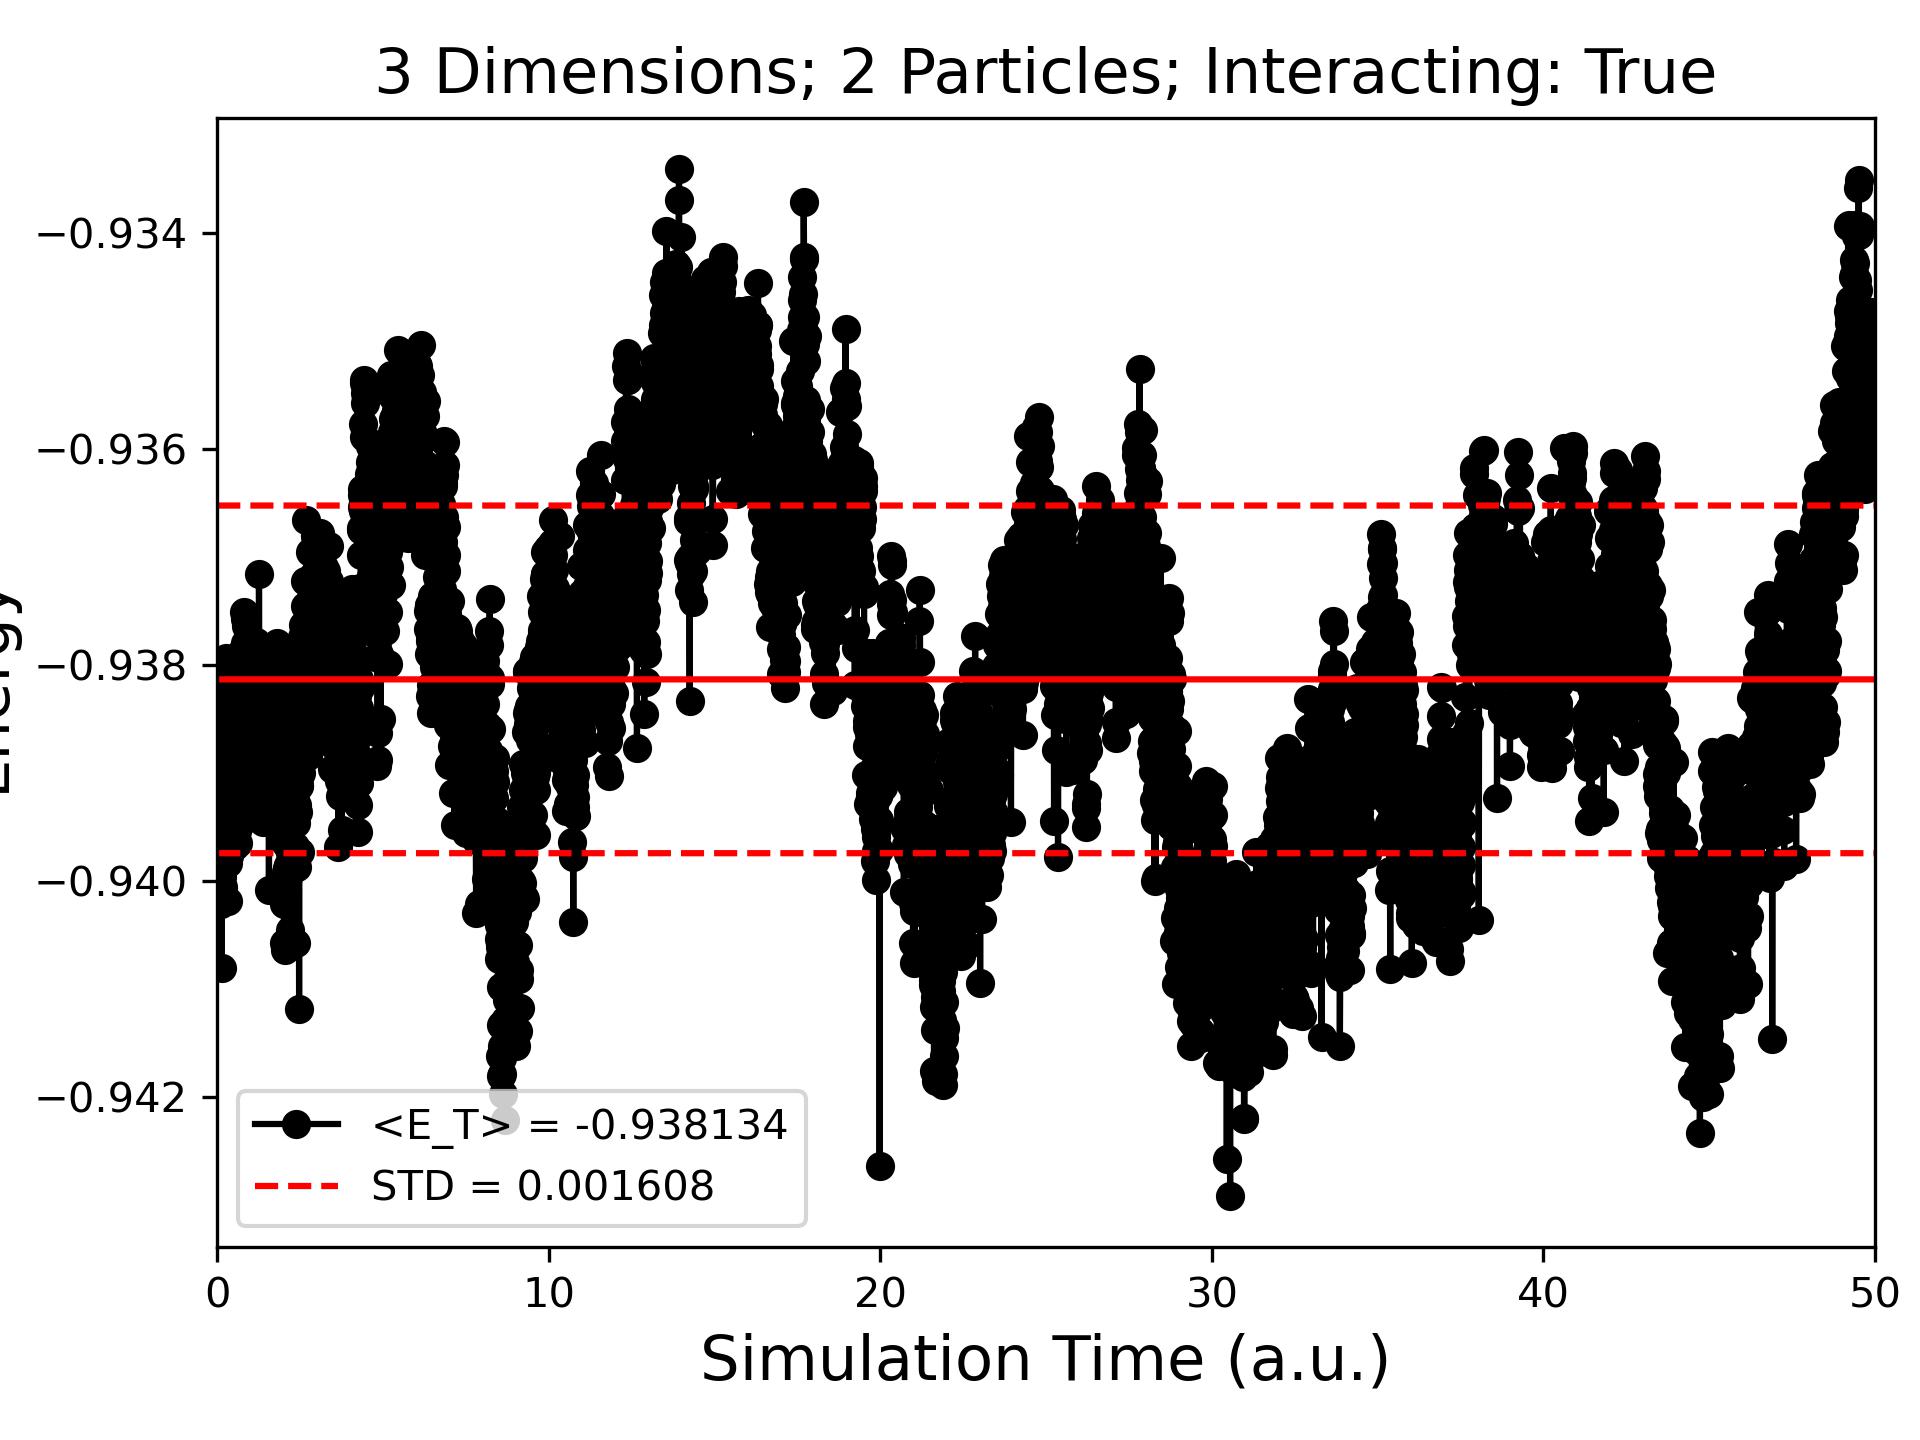 3 Dimensions; 2 Particles; Interacting: True
−0.934
−0.936
−0.938
−0.940
−0.942
Energy
<E_T> = -0.938134
STD = 0.001608
0 10 20 30 40 50
Simulation Time (a.u.)